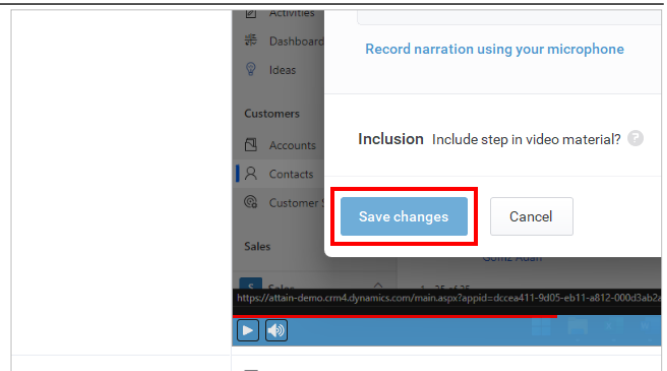 Activities
Dashboard
Record narration using your microphone
Ideas
Customers
Inclusion Include step in video material?
Accounts
Contacts
Customer S
Save changes
Cancel
Sales
https://attain-demo.crm4.dynamics.com/main.aspx?appid=dccea411-9d05-eb11-a812-000d3ab2a